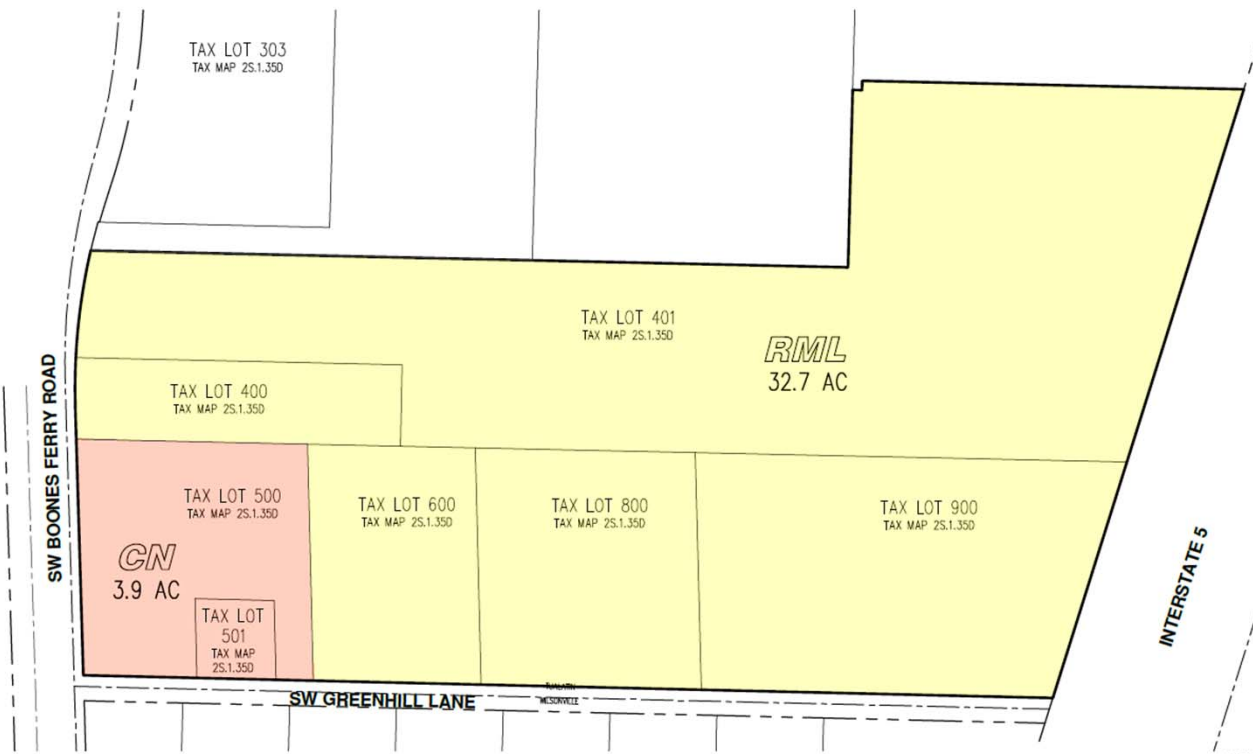 TAX LOT 303
TAX MAP 2S.1.35D
TAX LOT 401
TAX MAP 2S.1.35D
RML
32.7 AC
TAX LOT 400
TAX MAP 2S.1.35D
SW BOONES FERRY ROAD
TAX LOT 500
TAX MAP 2S.1.35D
CN
3.9 AC
TAX LOT
501
TAX MAP
2S.1.35D
TAX LOT 600
TAX MAP 2S.1.35D
TAX LOT 800
TAX MAP 2S.1.35D
TAX LOT 900
TAX MAP 2S.1.35D
INTERSTATE 5
SW GREENHILL LANE
TUALATIN
WILSONVILLE